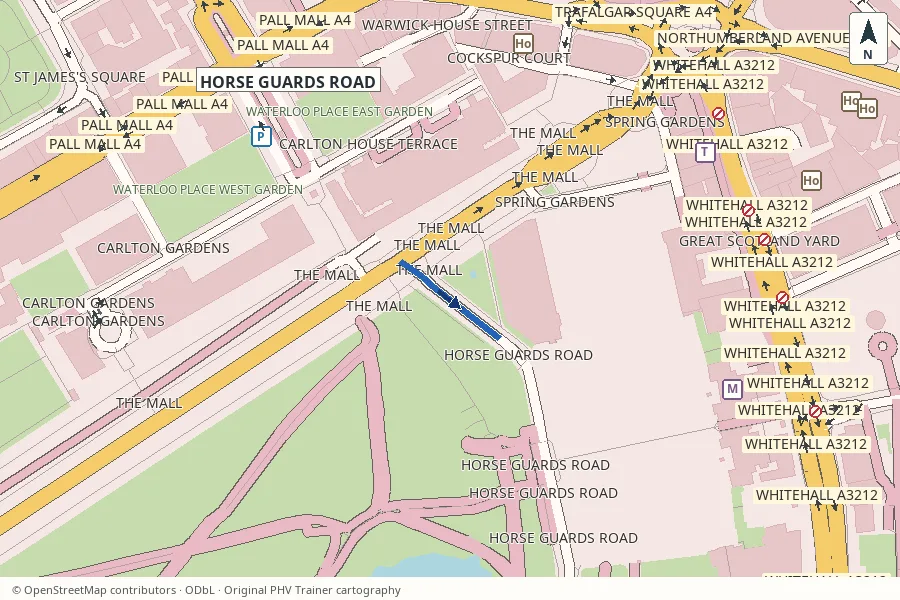 PALL MALL A4
TRAFALGAR SQUARE A4
WARWICK HOUSE STREET
NORTHUMBERLAND AVENUE
PALL MALL A4
Ho
COCKSPUR COURT
N
WHITEHALL A3212
ST JAMES'S SQUARE
PALL
HORSE GUARDS ROAD
WHITEHALL A3212
PALL MALL A4
THE MALL
Ho
Ho
WATERLOO PLACE EAST GARDEN
SPRING GARDENS
PALL MALL A4
THE MALL
P
PALL MALL A4
CARLTON HOUSE TERRACE
WHITEHALL A3212
THE MALL
T
THE MALL
Ho
WATERLOO PLACE WEST GARDEN
SPRING GARDENS
WHITEHALL A3212
WHITEHALL A3212
THE MALL
CARLTON GARDENS
THE MALL
GREAT SCOTLAND YARD
WHITEHALL A3212
THE MALL
THE MALL
CARLTON GARDENS
THE MALL
WHITEHALL A3212
CARLTON GARDENS
WHITEHALL A3212
HORSE GUARDS ROAD
WHITEHALL A3212
M
WHITEHALL A3212
THE MALL
WHITEHALL A3212
WHITEHALL A3212
HORSE GUARDS ROAD
HORSE GUARDS ROAD
WHITEHALL A3212
HORSE GUARDS ROAD
© OpenStreetMap contributors · ODbL · Original PHV Trainer cartography